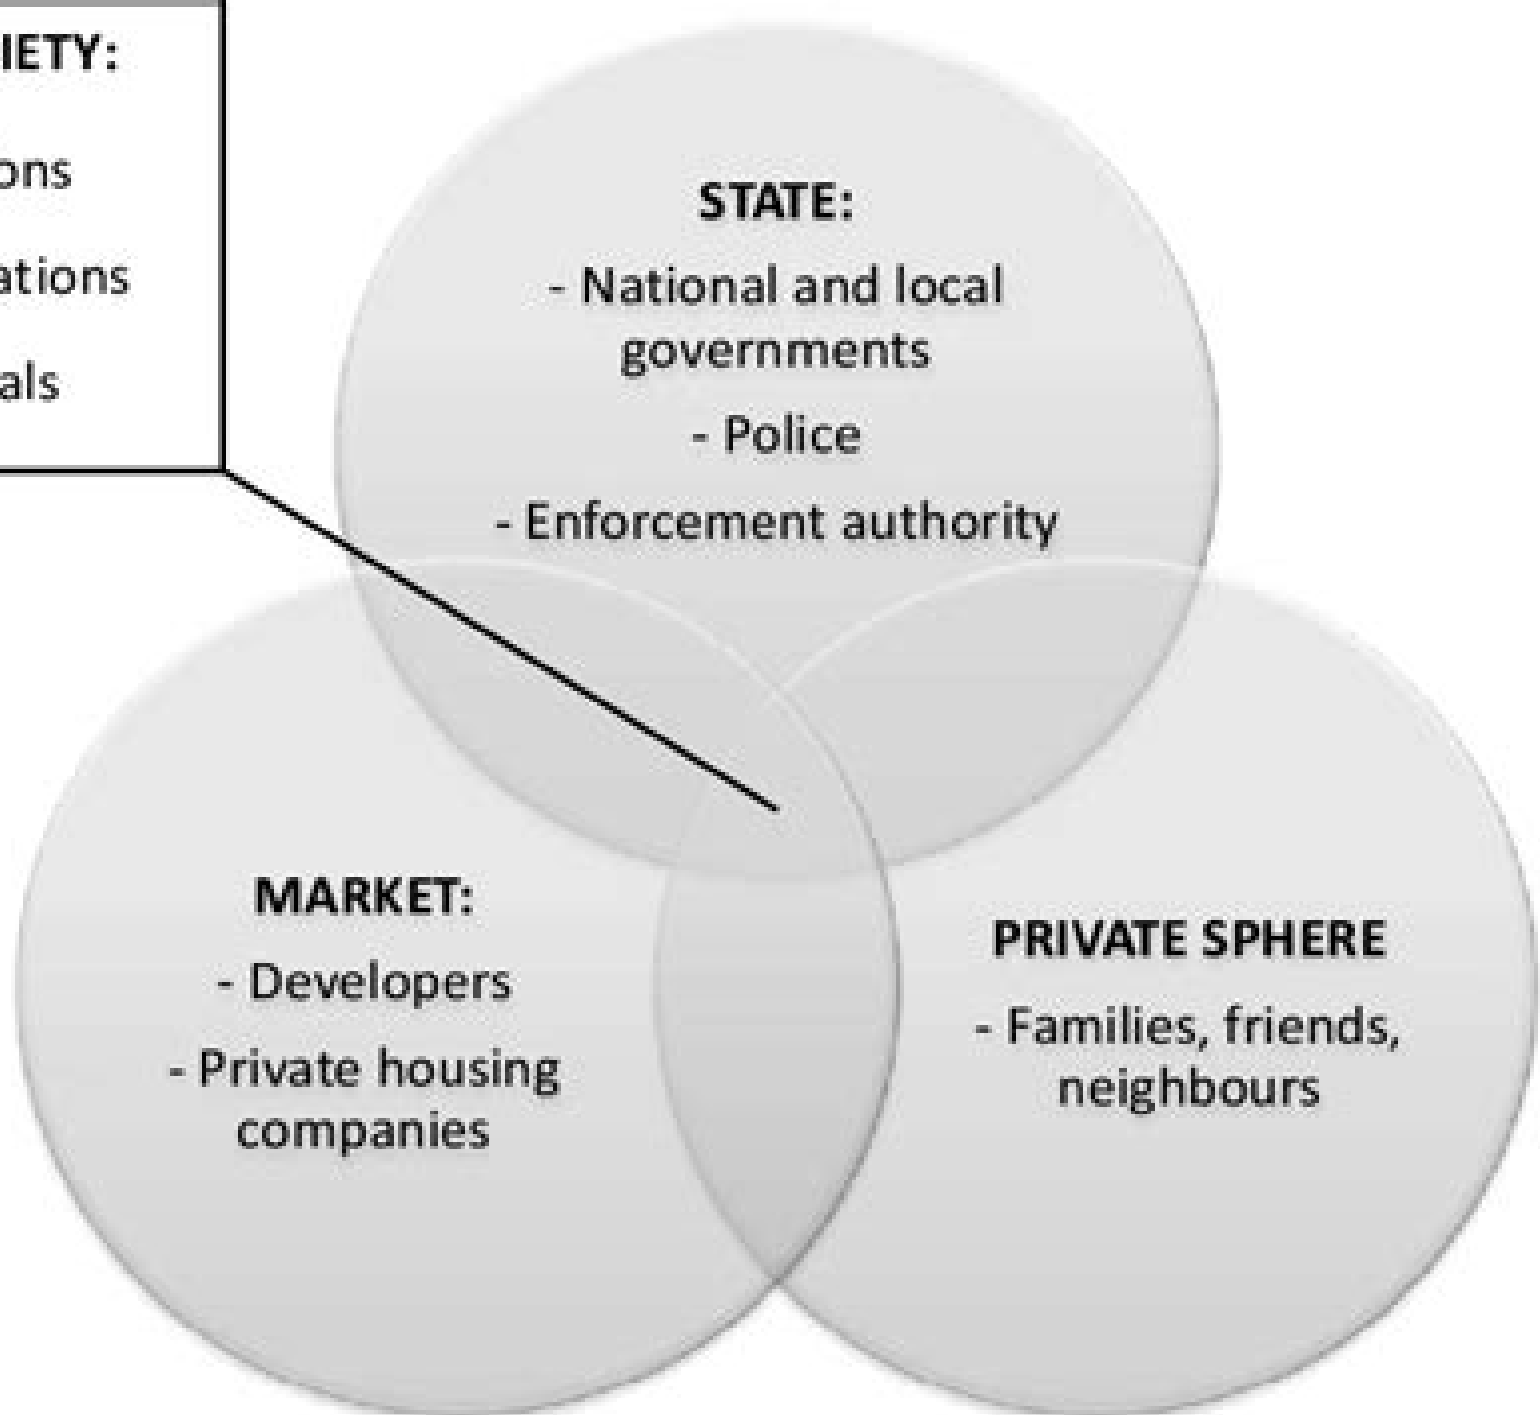 IETY:
ons
ations
als
STATE:
- National and local
governments
- Police
- Enforcement authority
MARKET:
- Developers
- Private housing
companies
PRIVATE SPHERE
- Families, friends,
neighbours